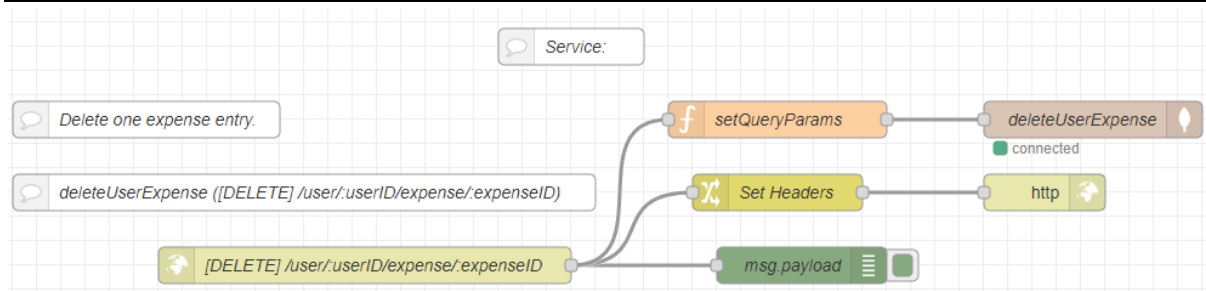 Service:
Delete one expense entry.
setQueryParams
deleteUserExpense
connected
deleteUserExpense ([DELETE] /user/:userID/expense/:expenseID)
Set Headers
http
[DELETE] /user/:userID/expense/:expenseID
msg.payload